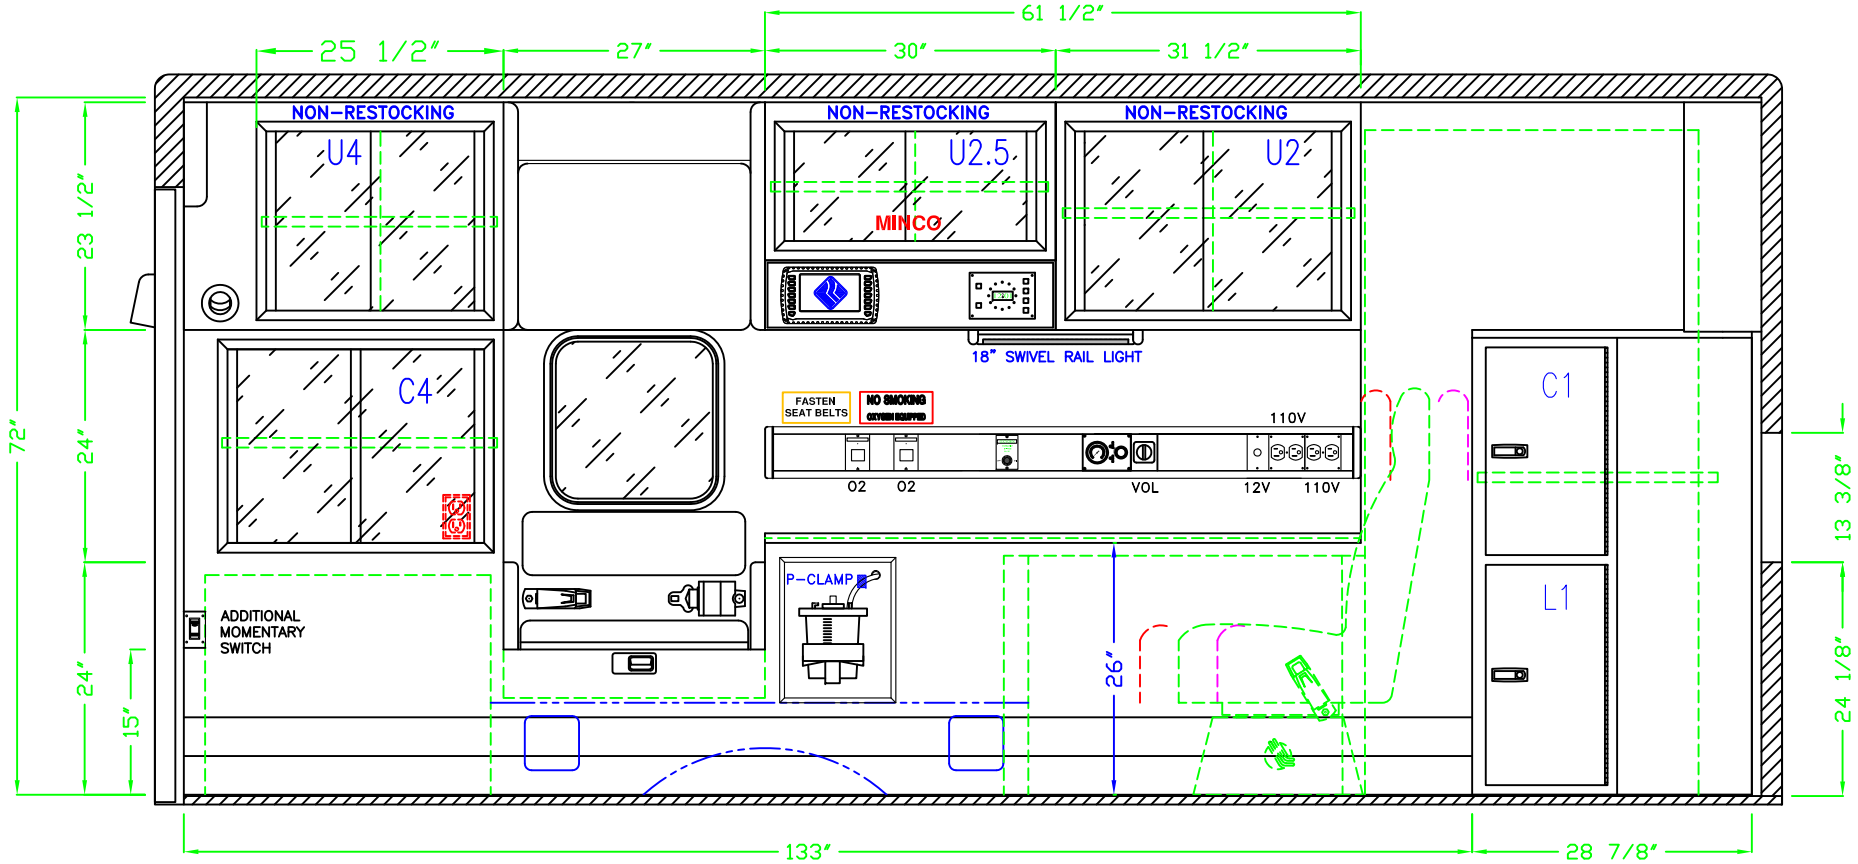 61 1/2"
25 1/2"
27"
30"
31 1/2"
NON-RESTOCKING
NON-RESTOCKING
NON-RESTOCKING
U4
U2.5
U2
MINCO
72"
23 1/2"
24"
24"
15"
18" SWIVEL RAIL LIGHT
C4
C1
FASTEN
SEAT BELTS
NO SMOKING
OXYGEN EQUIPPED
110V
O2
O2
VOL
12V
110V
13 3/8"
P-CLAMP
L1
ADDITIONAL
MOMENTARY
SWITCH
26"
24 1/8"
133"
28 7/8"